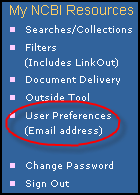 My NCBI Resources
Searches/Collections
Filters
(Includes LinkOut)
Document Delivery
Outside Tool
User Preferences
(Email address)
Change Password
Sign Out